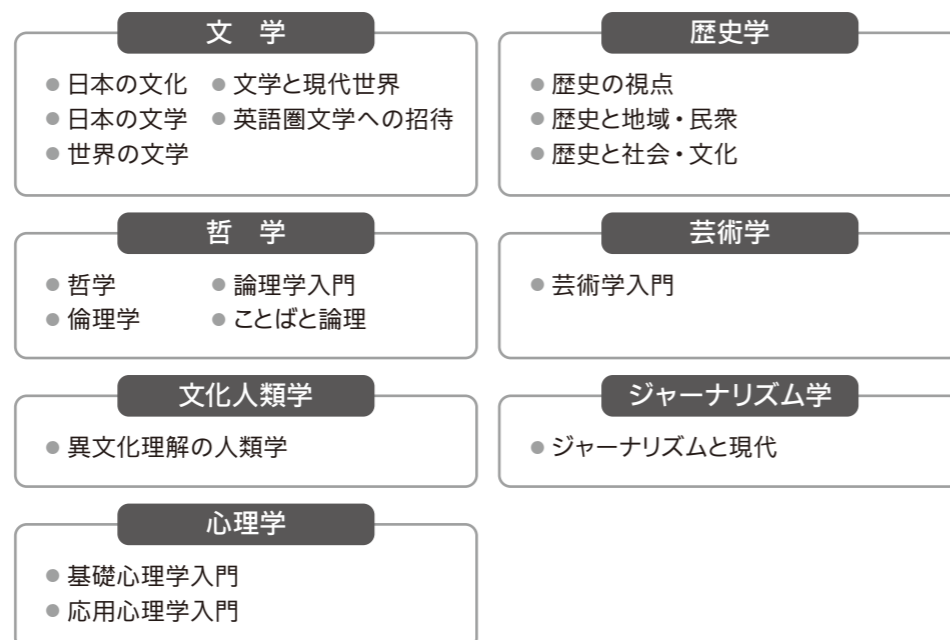 文　学
● 日本の文化　● 文学と現代世界
● 日本の文学　● 英語圏文学への招待
● 世界の文学
歴史学
● 歴史の視点
● 歴史と地域・民衆
● 歴史と社会・文化
哲　学
● 哲学　● 論理学入門
● 倫理学　● ことばと論理
芸術学
● 芸術学入門
文化人類学
● 異文化理解の人類学
ジャーナリズム学
● ジャーナリズムと現代
心理学
● 基礎心理学入門
● 応用心理学入門